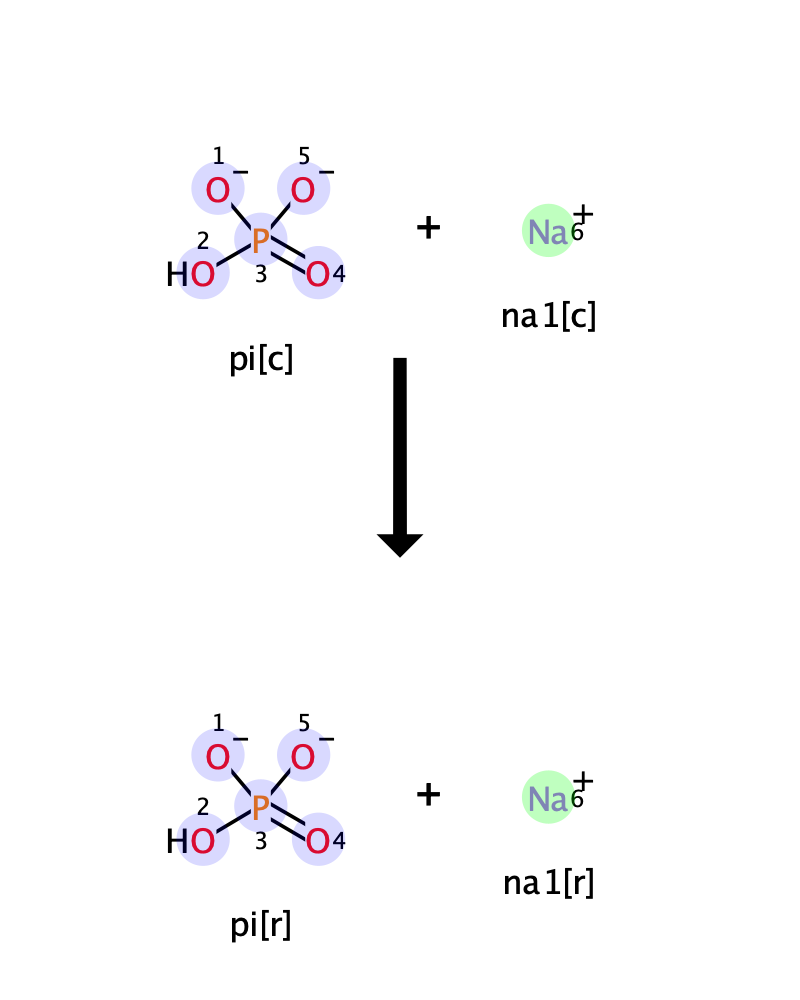 1 5
O− O−
2 P +
HO 3 O4 Na6+
na1[c]
pi[c]
1 5
O− O−
2 P +
HO 3 O4 Na6+
na1[r]
pi[r]